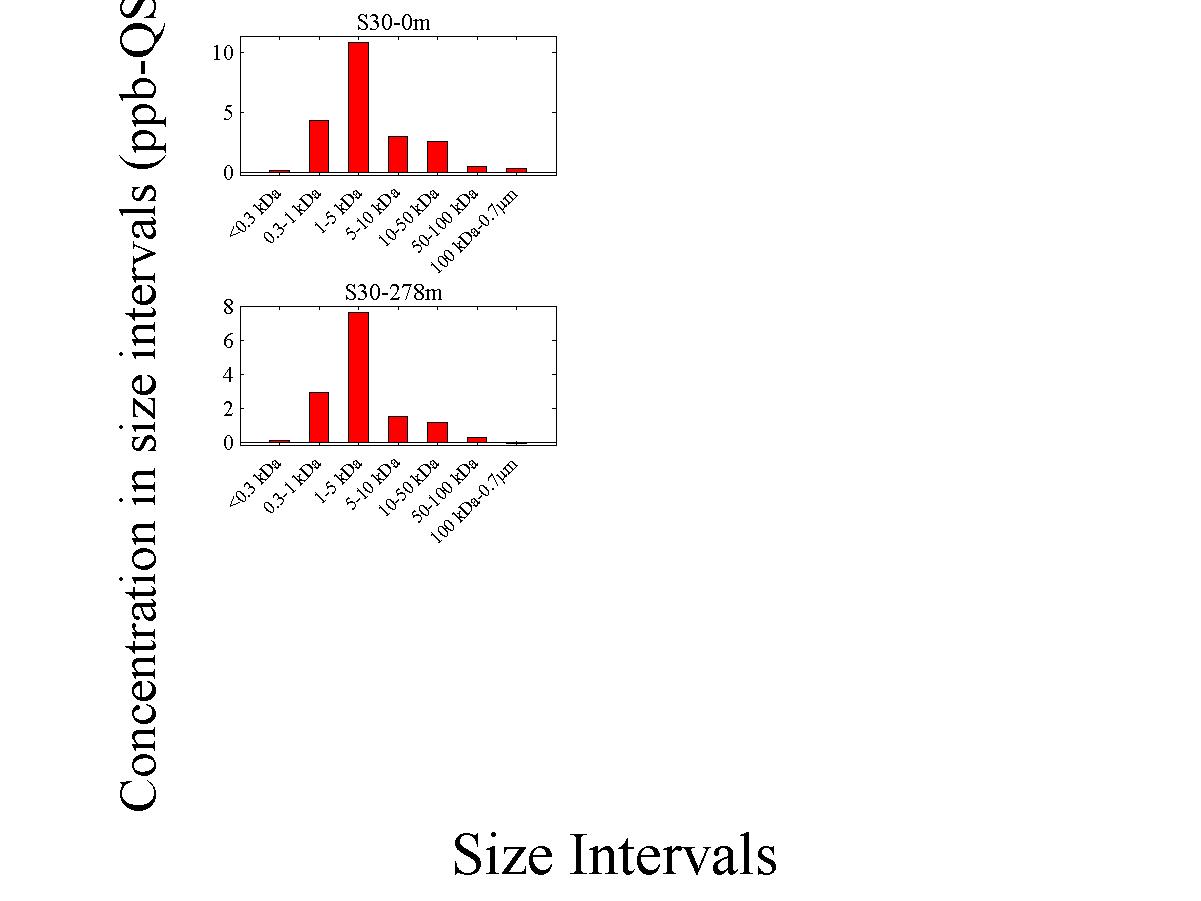 Concentration in size intervals (ppb-QS
S30-0m
10
5
0
<0.3 kDa
0.3-1 kDa
1-5 kDa
5-10 kDa
10-50 kDa
50-100 kDa
100 kDa-0.7μm
S30-278m
8
6
4
2
0
<0.3 kDa
0.3-1 kDa
1-5 kDa
5-10 kDa
10-50 kDa
50-100 kDa
100 kDa-0.7μm
Size Intervals